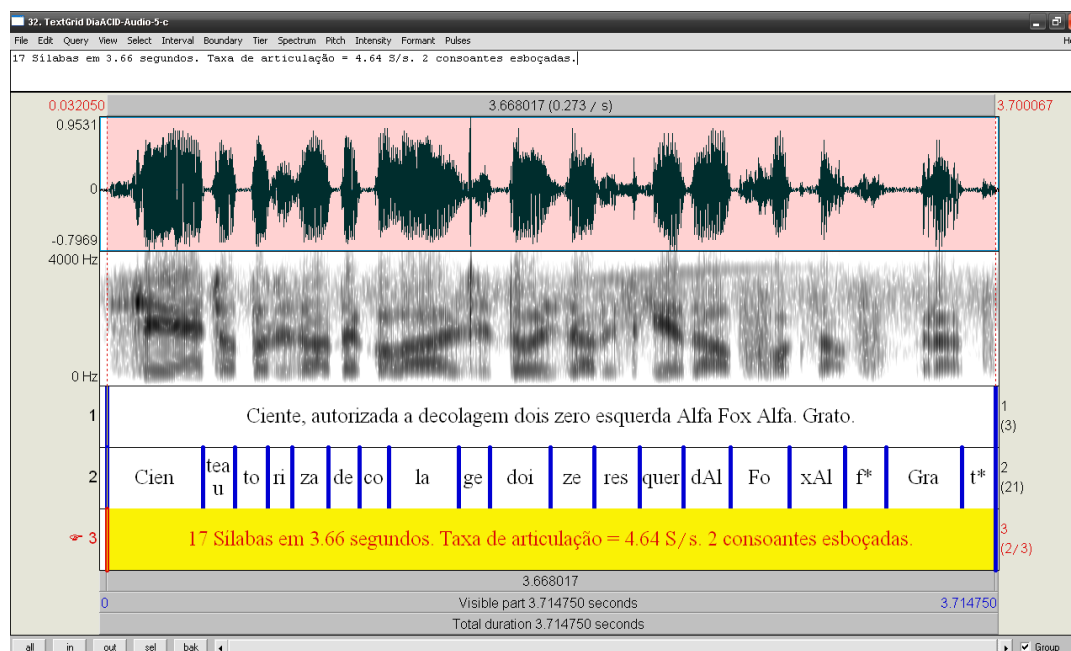 32. TextGrid DiaACID-Audio-5-c
File Edit Query View Select Interval Boundary Tier Spectrum Pitch Intensity Formant Pulses He
17 Sílabas em 3.66 segundos. Taxa de articulação = 4.64 S/s. 2 consoantes esboçadas.
0.032050 3.668017 (0.273 / s) 3.700067
0.9531
0
-0.7969
4000 Hz
0 Hz
1 Ciente, autorizada a decolagem dois zero esquerda Alfa Fox Alfa. Grato. 1 (3)
2 Cien teau to ri za de co la ge doi ze res quer dAl Fo xAl f* Gra t* 2 (21)
3 17 Sílabas em 3.66 segundos. Taxa de articulação = 4.64 S/s. 2 consoantes esboçadas. 3 (2/3)
3.668017
0 Visible part 3.714750 seconds 3.714750
Total duration 3.714750 seconds
all in out sel bak Group